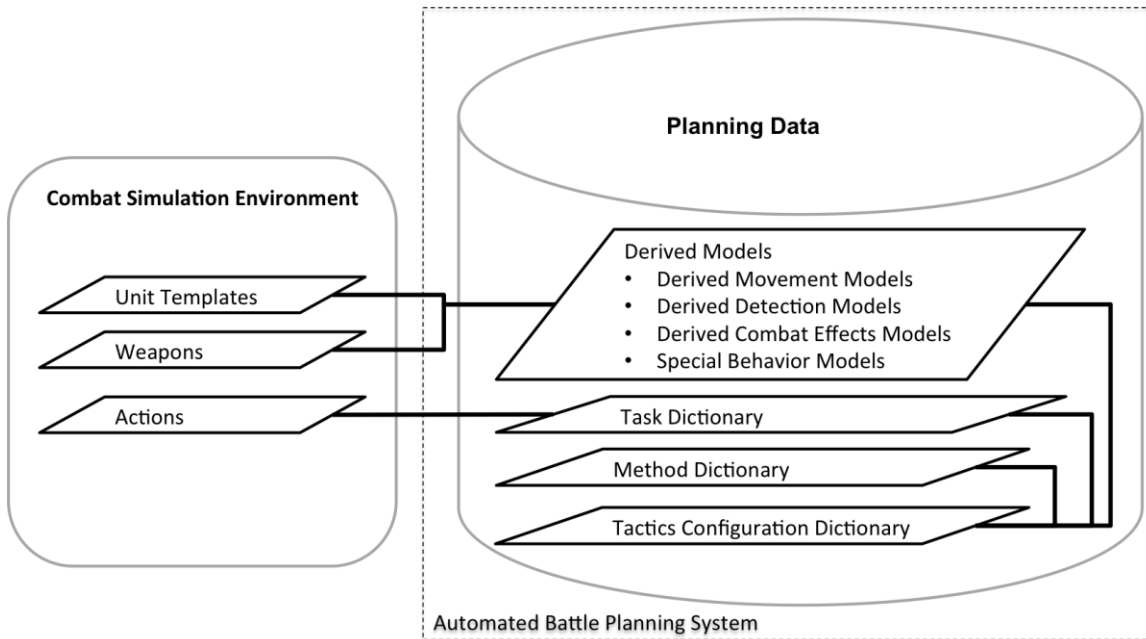 Planning Data
Combat Simulation Environment
Unit Templates
Weapons
Actions
Derived Models
• Derived Movement Models
• Derived Detection Models
• Derived Combat Effects Models
• Special Behavior Models
Task Dictionary
Method Dictionary
Tactics Configuration Dictionary
Automated Battle Planning System